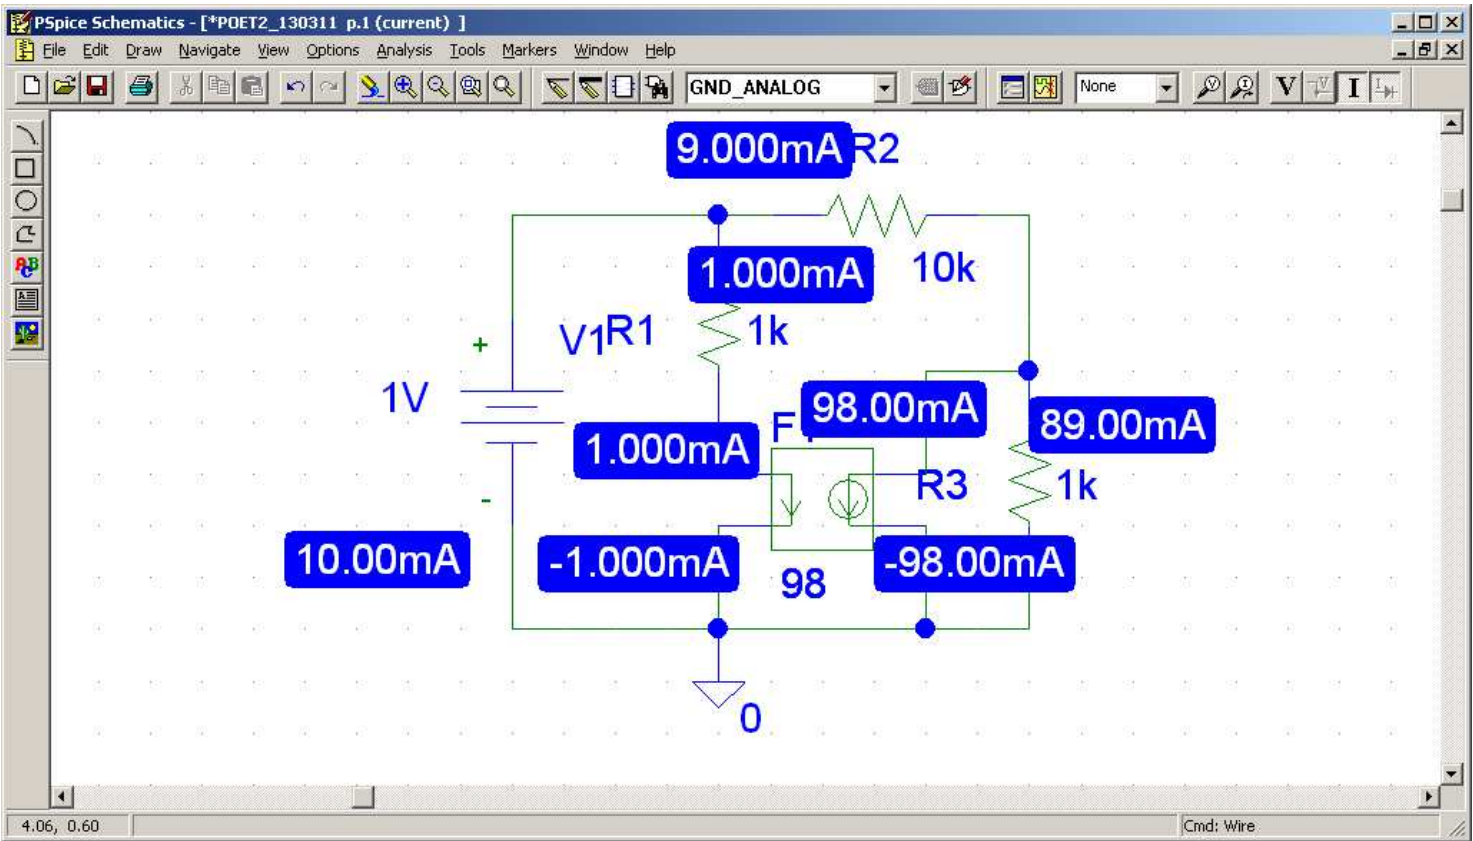 PSpice Schematics - [*POET2_130311 p.1 (current) ]
File Edit Draw Navigate View Options Analysis Tools Markers Window Help
GND_ANALOG None V I
ABC
9.000mA R2
1.000mA 10k
V1 R1 1k
+
1V
98.00mA 89.00mA
1.000mA
R3 1k
-
10.00mA -1.000mA 98 -98.00mA
0
4.06, 0.60 Cmd: Wire